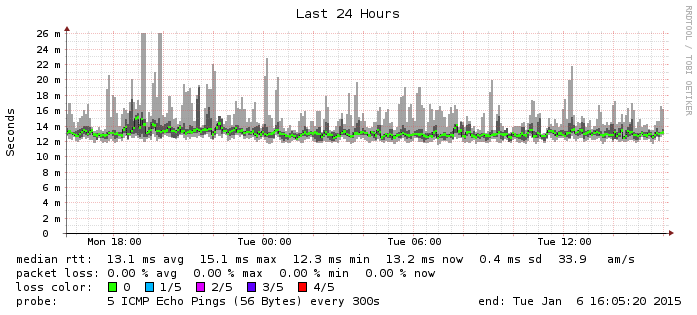 Last 24 Hours
RRDTOOL / TOBI OETIKER
Seconds
26 m
24 m
22 m
20 m
18 m
16 m
14 m
12 m
10 m
8 m
6 m
4 m
2 m
0
Mon 18:00 Tue 00:00 Tue 06:00 Tue 12:00
median rtt: 13.1 ms avg 15.1 ms max 12.3 ms min 13.2 ms now 0.4 ms sd 33.9 am/s
packet loss: 0.00 % avg 0.00 % max 0.00 % min 0.00 % now
loss color: 0 1/5 2/5 3/5 4/5
probe: 5 ICMP Echo Pings (56 Bytes) every 300s end: Tue Jan 6 16:05:20 2015